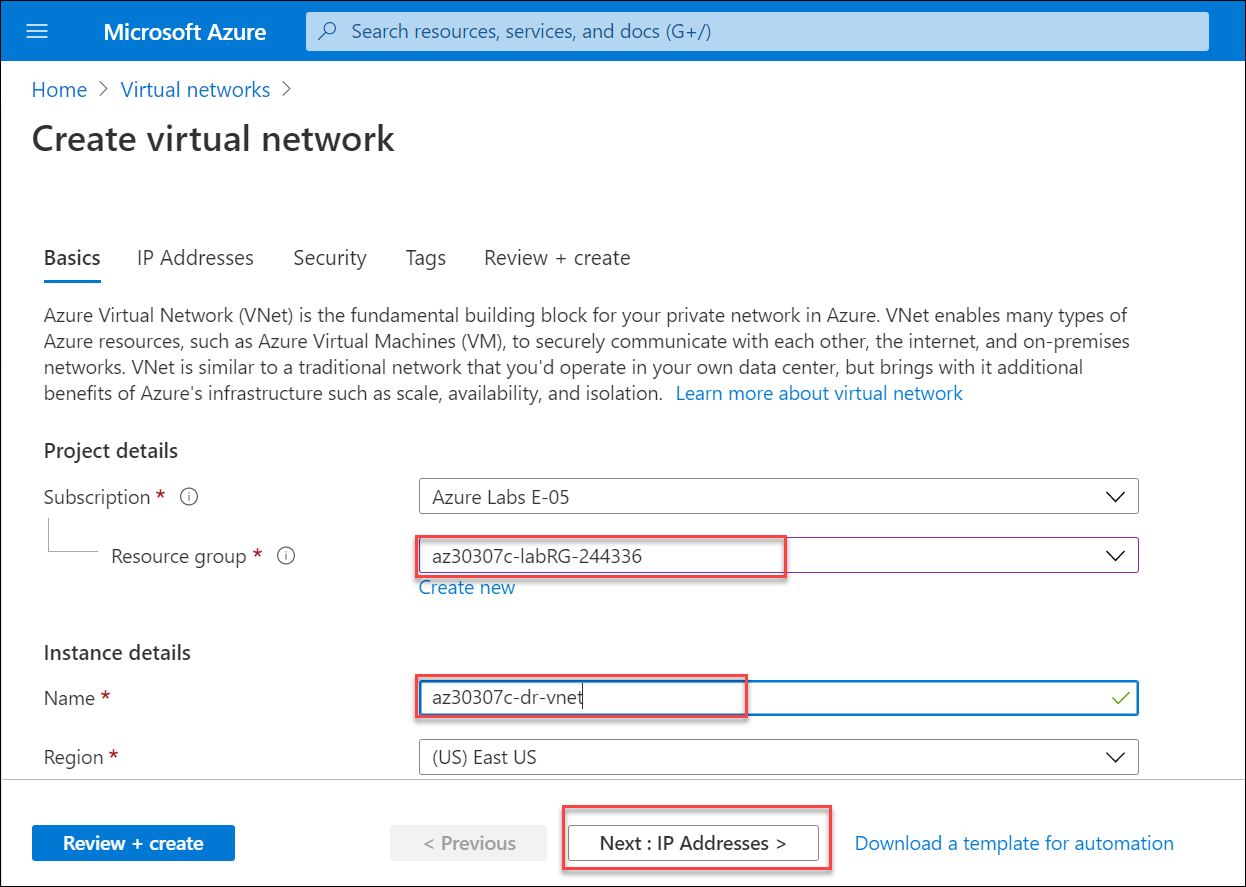 Microsoft Azure
Search resources, services, and docs (G+/)
Home > Virtual networks >
Create virtual network
Basics IP Addresses Security Tags Review + create
Azure Virtual Network (VNet) is the fundamental building block for your private network in Azure. VNet enables many types of
Azure resources, such as Azure Virtual Machines (VM), to securely communicate with each other, the internet, and on-premises
networks. VNet is similar to a traditional network that you'd operate in your own data center, but brings with it additional
benefits of Azure's infrastructure such as scale, availability, and isolation. Learn more about virtual network
Project details
Subscription * Azure Labs E-05
Resource group * az30307c-labRG-244336
Create new
Instance details
Name * az30307c-dr-vnet
Region * (US) East US
Review + create < Previous Next : IP Addresses > Download a template for automation